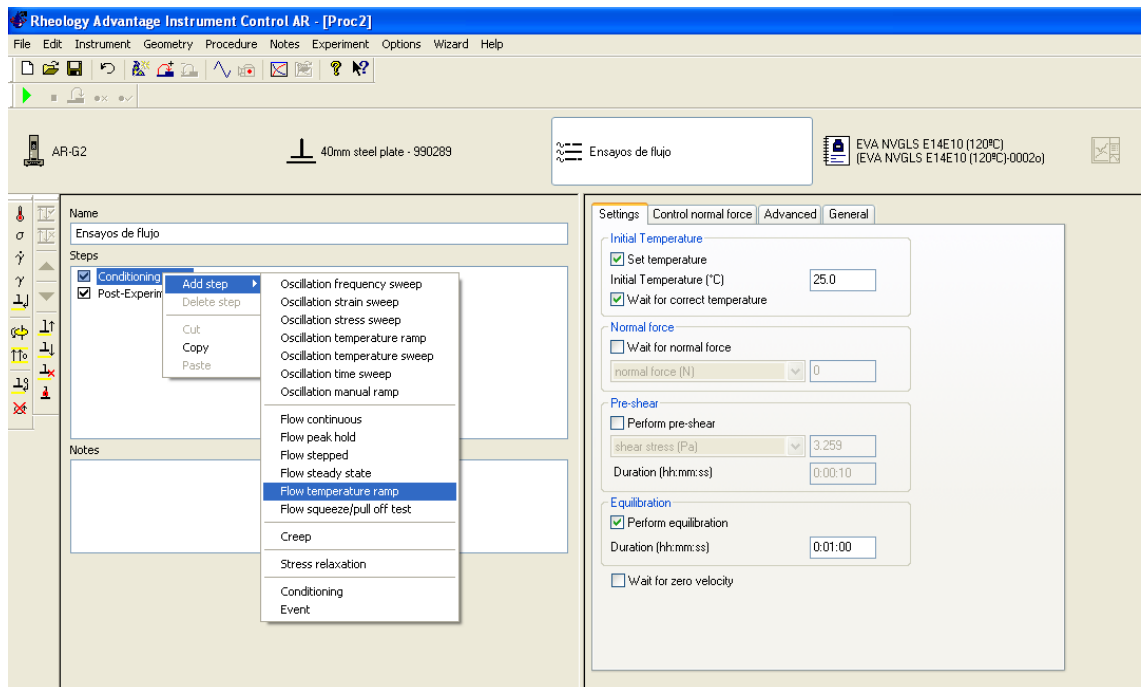 Rheology Advantage Instrument Control AR - [Proc2]
File Edit Instrument Geometry Procedure Notes Experiment Options Wizard Help
AR-G2
40mm steel plate - 990289
Ensayos de flujo
EVA NVGLS E14E10 (120ºC)
(EVA NVGLS E14E10 (120ºC)-0002o)
Name
Ensayos de flujo
Steps
Conditioning
Post-Experim
Add step
Delete step
Cut
Copy
Paste
Oscillation frequency sweep
Oscillation strain sweep
Oscillation stress sweep
Oscillation temperature ramp
Oscillation temperature sweep
Oscillation time sweep
Oscillation manual ramp
Flow continuous
Flow peak hold
Flow stepped
Flow steady state
Flow temperature ramp
Flow squeeze/pull off test
Creep
Stress relaxation
Conditioning
Event
Notes
Settings Control normal force Advanced General
Initial Temperature
Set temperature
Initial Temperature (°C) 25.0
Wait for correct temperature
Normal force
Wait for normal force
normal force (N) 0
Pre-shear
Perform pre-shear
shear stress (Pa) 3.259
Duration (hh:mm:ss) 0:00:10
Equilibration
Perform equilibration
Duration (hh:mm:ss) 0:01:00
Wait for zero velocity